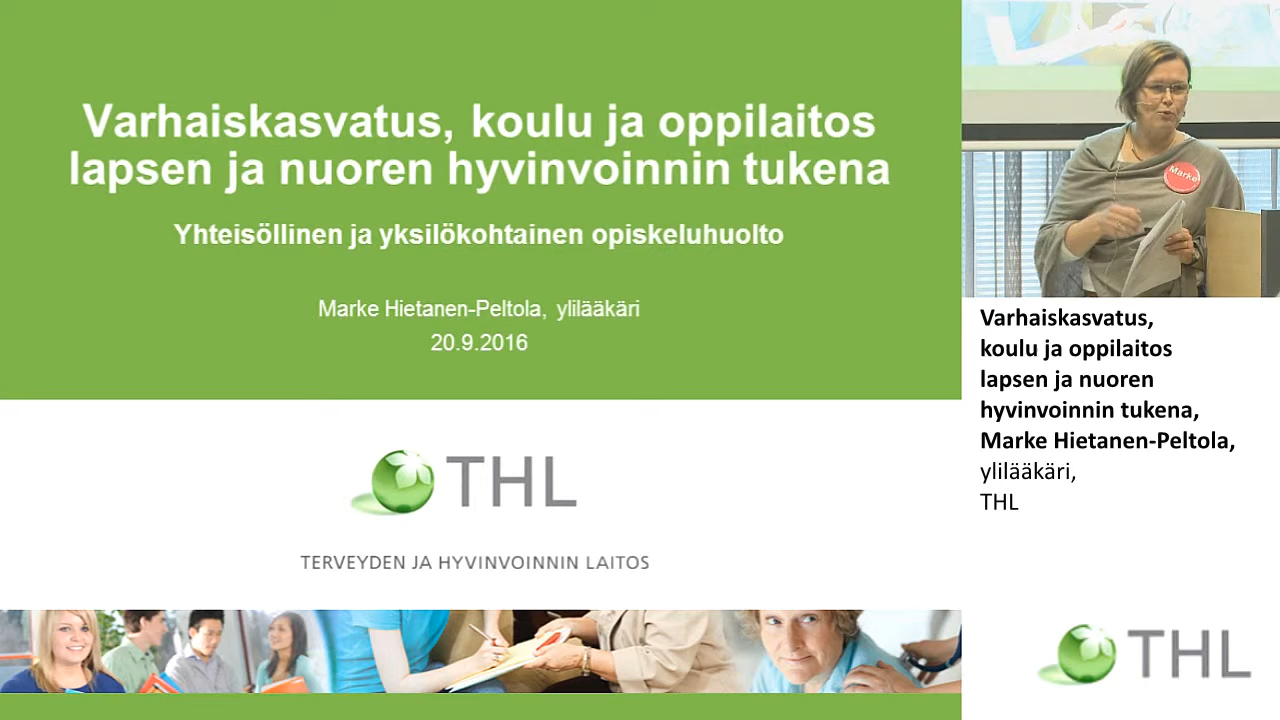 Varhaiskasvatus, koulu ja oppilaitos
lapsen ja nuoren hyvinvoinnin tukena
Yhteisöllinen ja yksilökohtainen opiskeluhuolto
Marke Hietanen-Peltola, ylilääkäri
20.9.2016
THL
TERVEYDEN JA HYVINVOINNIN LAITOS
Marke
Varhaiskasvatus,
koulu ja oppilaitos
lapsen ja nuoren
hyvinvoinnin tukena,
Marke Hietanen-Peltola,
ylilääkäri,
THL
THL